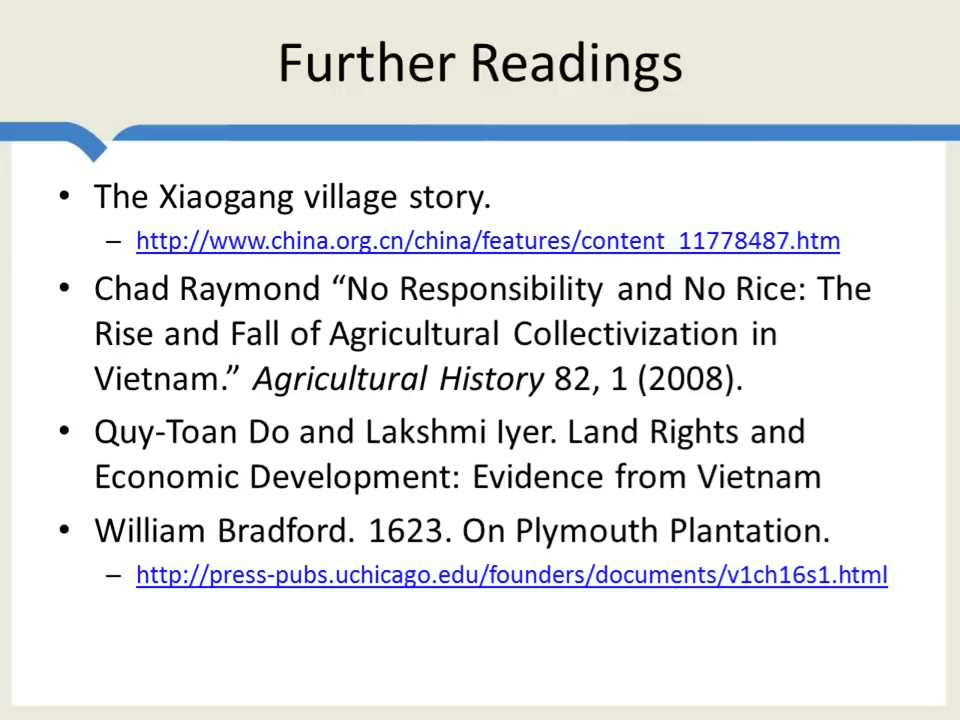 Further Readings
• The Xiaogang village story.
– http://www.china.org.cn/china/features/content_11778487.htm
• Chad Raymond “No Responsibility and No Rice: The
Rise and Fall of Agricultural Collectivization in
Vietnam.” Agricultural History 82, 1 (2008).
• Quy-Toan Do and Lakshmi Iyer. Land Rights and
Economic Development: Evidence from Vietnam
• William Bradford. 1623. On Plymouth Plantation.
– http://press-pubs.uchicago.edu/founders/documents/v1ch16s1.html